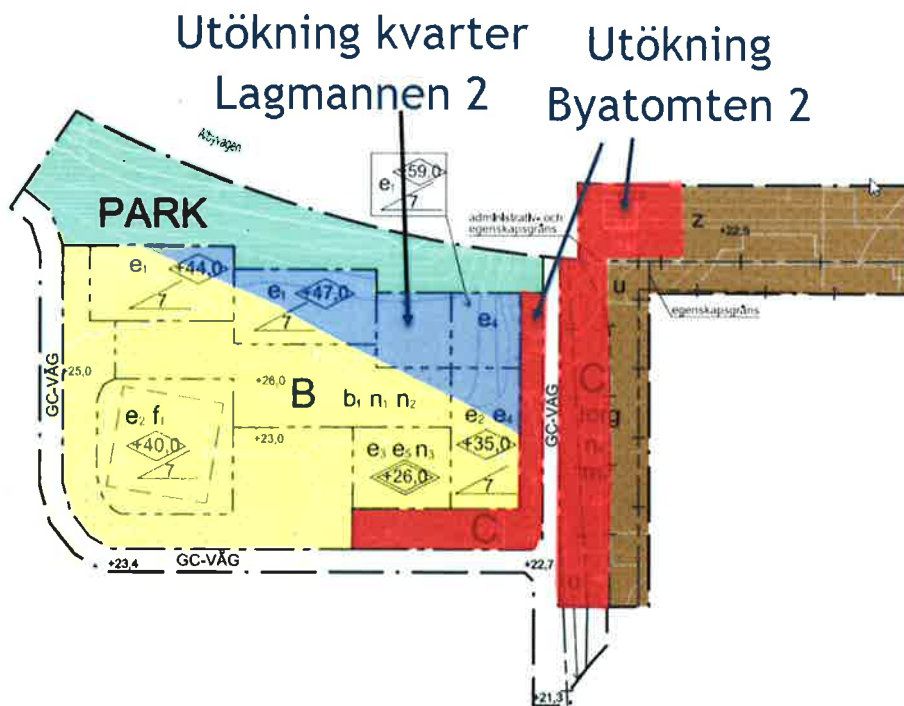 Utökning kvarter
Lagmannen 2
Utökning
Byatomten 2
Albyvägen
+59,0
e₁
7
PARK
administrativ- och
egenskapsgräns
z
+22,5
e₁
+44,0
7
e₁
+47,0
7
e₄
u
egenskapsgräns
GC-VÄG
+25,0
+26,0
B
b₁ n₁ n₂
GC-VÄG
C
torg
e₂ f₁
+40,0
7
+23,0
e₂ e₄
+35,0
7
e₃ e₅ n₃
+26,0
C
GC-VÄG
+23,4
+22,7
+21,3